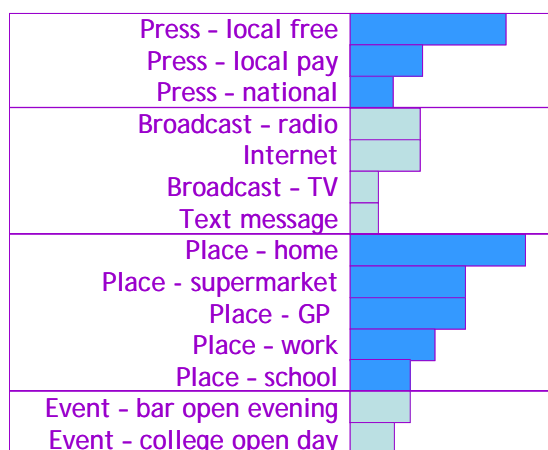 Press – local free
Press – local pay
Press – national
Broadcast – radio
Internet
Broadcast – TV
Text message
Place – home
Place - supermarket
Place - GP
Place – work
Place – school
Event – bar open evening
Event – college open day